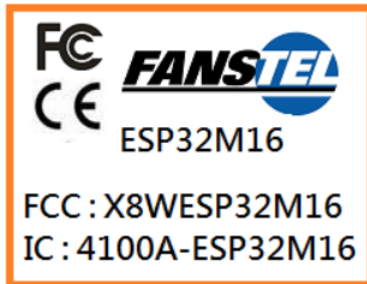 FC
CE
FANSTEL
ESP32M16
FCC : X8WESP32M16
IC : 4100A-ESP32M16